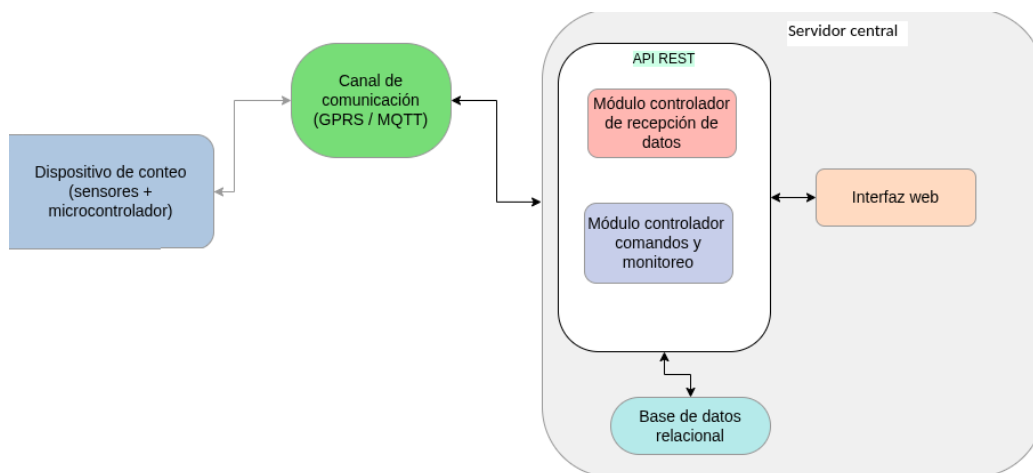 Servidor central
API REST
Canal de
comunicación
(GPRS / MQTT)
Módulo controlador
de recepción de
datos
Dispositivo de conteo
(sensores +
microcontrolador)
Interfaz web
Módulo controlador
comandos y
monitoreo
Base de datos
relacional